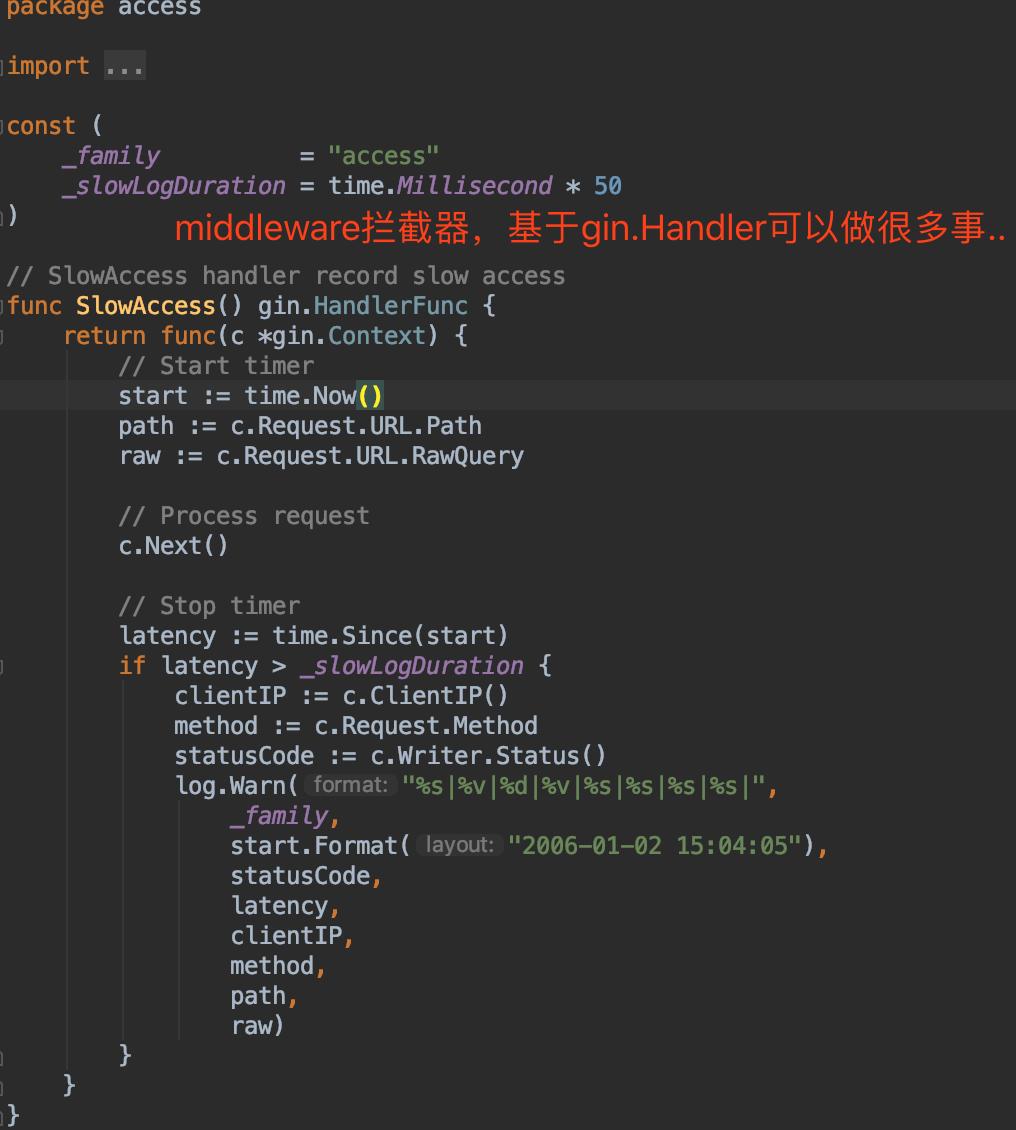 package access
import ...
const (
    _family          = "access"
    _slowLogDuration = time.Millisecond * 50
)
middleware拦截器，基于gin.Handler可以做很多事..
// SlowAccess handler record slow access
func SlowAccess() gin.HandlerFunc {
    return func(c *gin.Context) {
        // Start timer
        start := time.Now()
        path := c.Request.URL.Path
        raw := c.Request.URL.RawQuery
        // Process request
        c.Next()
        // Stop timer
        latency := time.Since(start)
        if latency > _slowLogDuration {
            clientIP := c.ClientIP()
            method := c.Request.Method
            statusCode := c.Writer.Status()
            log.Warn( format: "%s|%v|%d|%v|%s|%s|%s|%s|",
                _family,
                start.Format( layout: "2006-01-02 15:04:05"),
                statusCode,
                latency,
                clientIP,
                method,
                path,
                raw)
        }
    }
}